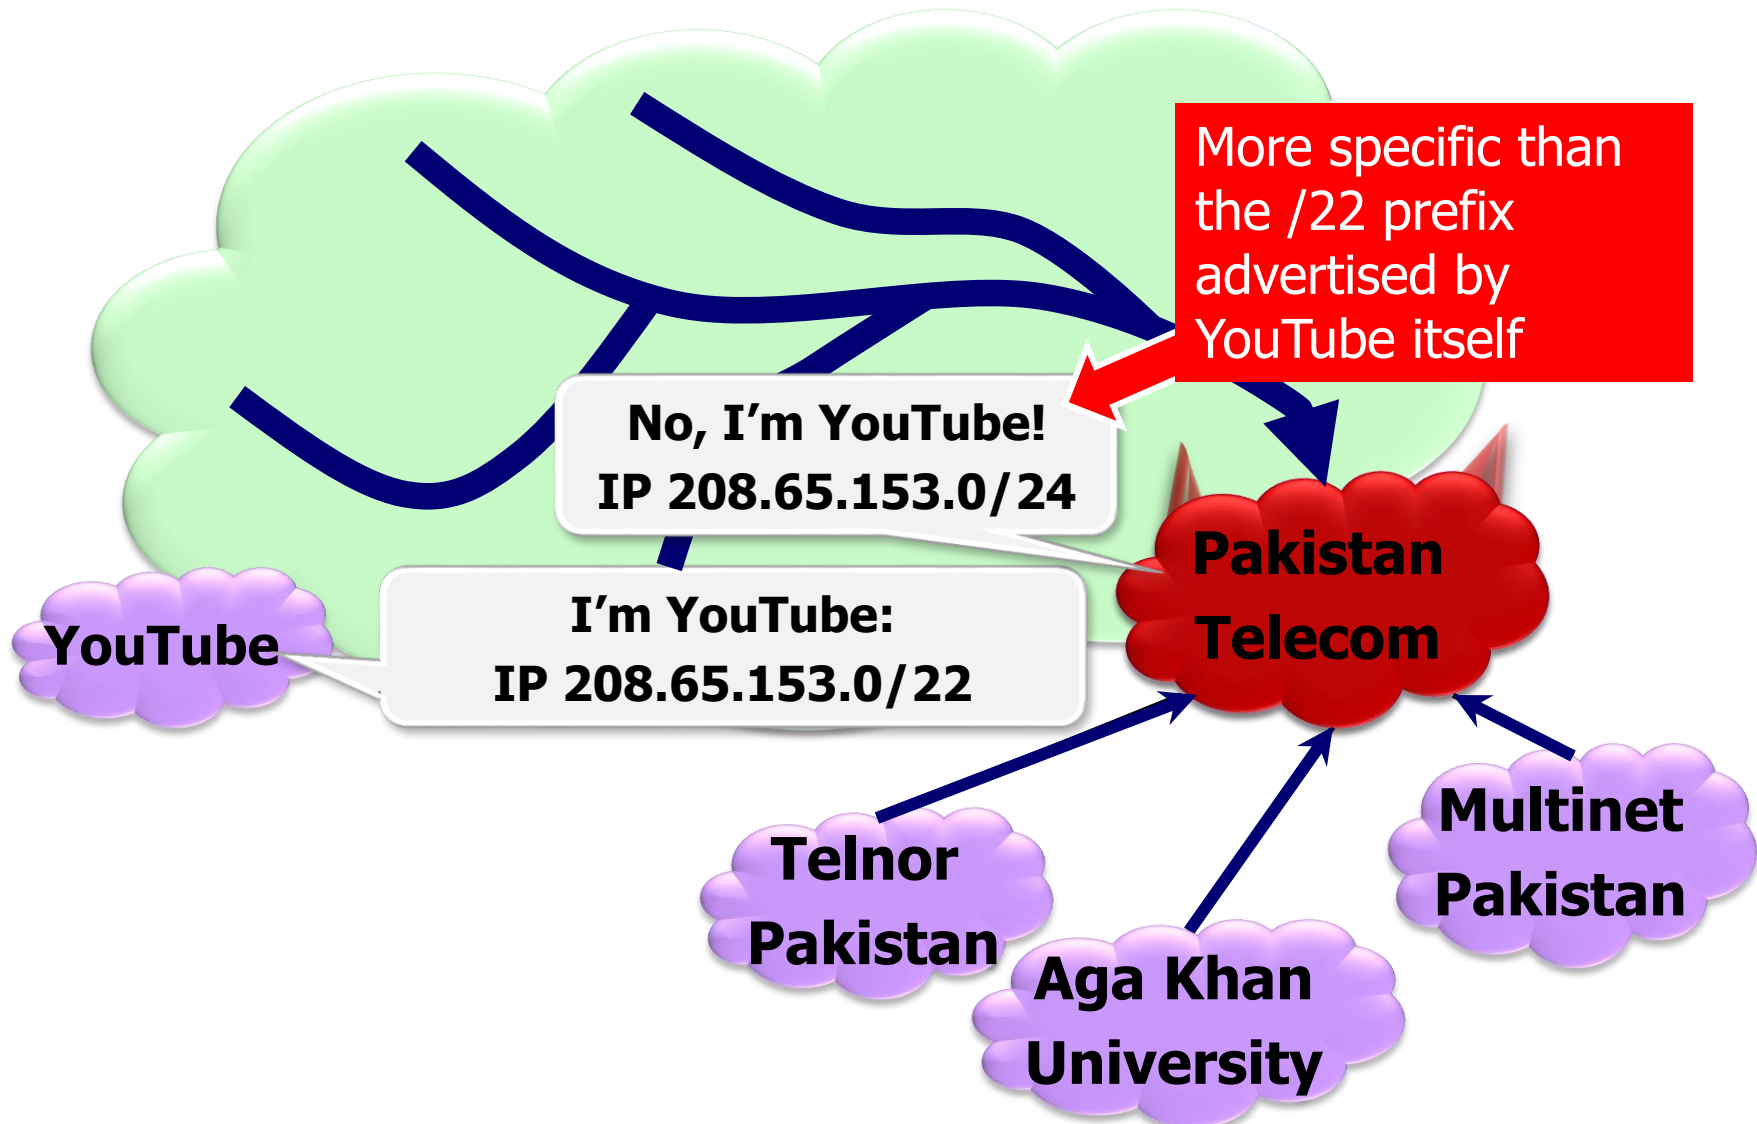 More specific than
the /22 prefix
advertised by
YouTube itself
No, I’m YouTube!
IP 208.65.153.0/24
Pakistan
Telecom
I’m YouTube:
IP 208.65.153.0/22
YouTube
Telnor
Pakistan
Aga Khan
University
Multinet
Pakistan